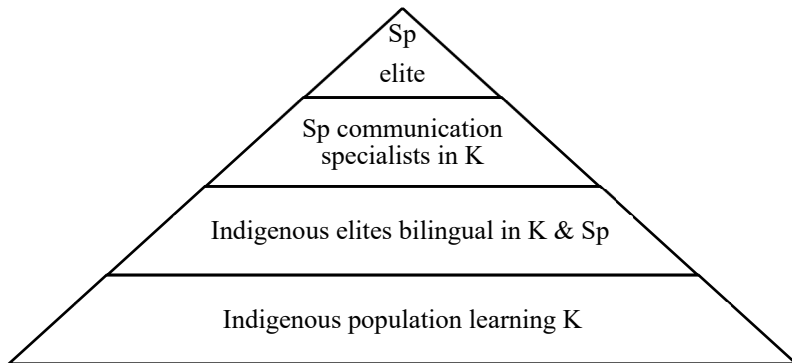 Sp
elite
Sp communication
specialists in K
Indigenous elites bilingual in K & Sp
Indigenous population learning K